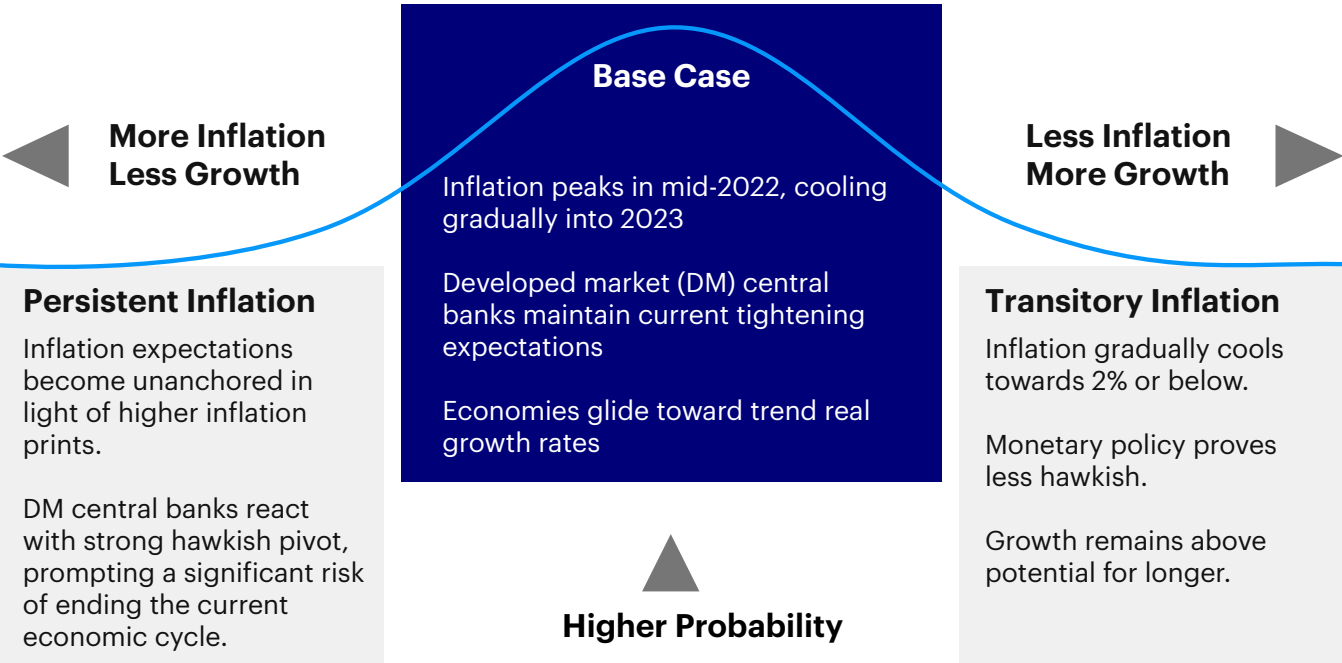 More Inflation
Less Growth
Persistent Inflation
Inflation expectations
become unanchored in
light of higher inflation
prints.
DM central banks react
with strong hawkish pivot,
prompting a significant risk
of ending the current
economic cycle.
Base Case
Inflation peaks in mid-2022, cooling
gradually into 2023
Developed market (DM) central
banks maintain current tightening
expectations
Economies glide toward trend real
growth rates
Higher Probability
Less Inflation
More Growth
Transitory Inflation
Inflation gradually cools
towards 2% or below.
Monetary policy proves
less hawkish.
Growth remains above
potential for longer.